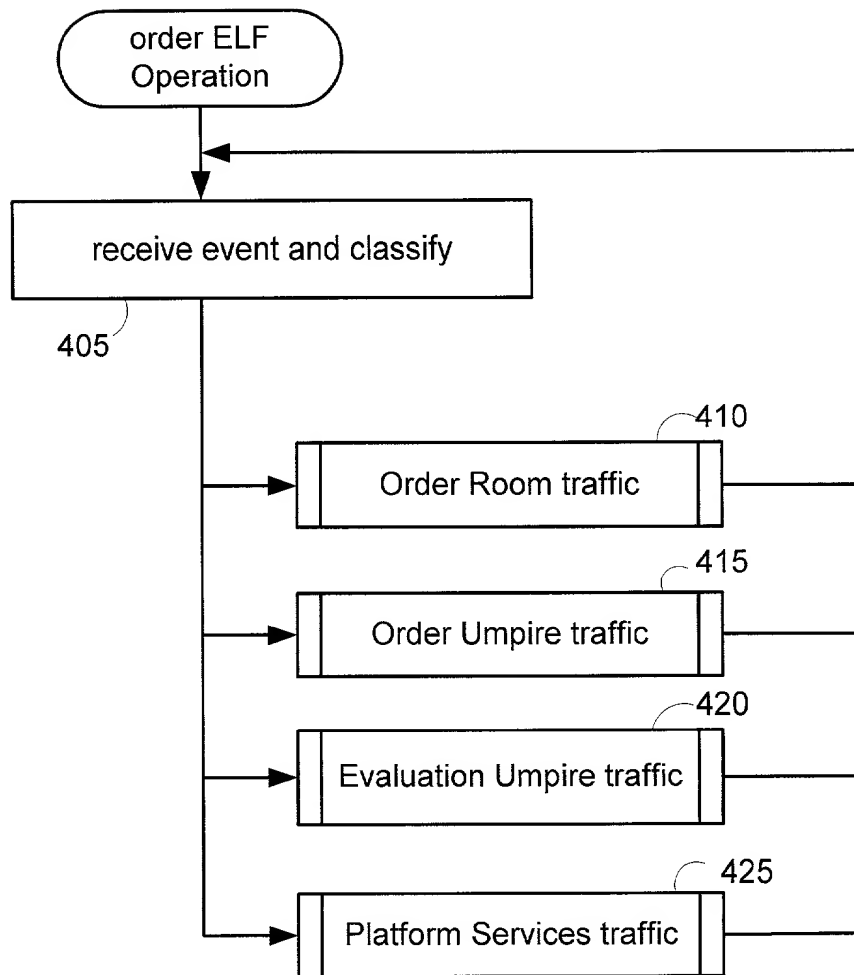 order ELF
Operation
receive event and classify
405
410
Order Room traffic
415
Order Umpire traffic
420
Evaluation Umpire traffic
425
Platform Services traffic